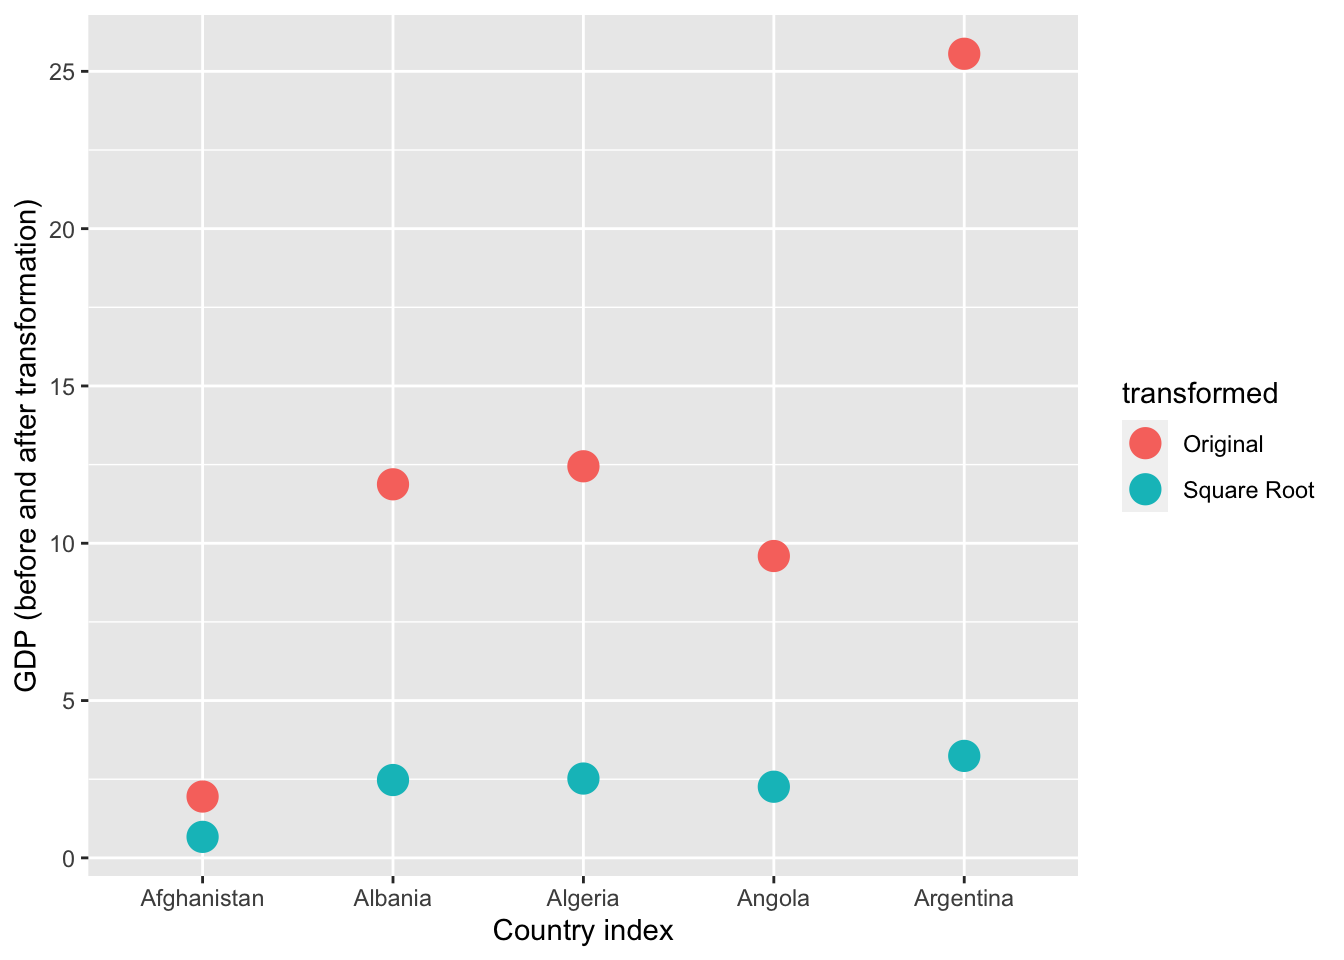 GDP (before and after transformation)
25
20
15
10
5
0
Afghanistan Albania Algeria Angola Argentina
Country index
transformed
Original
Square Root